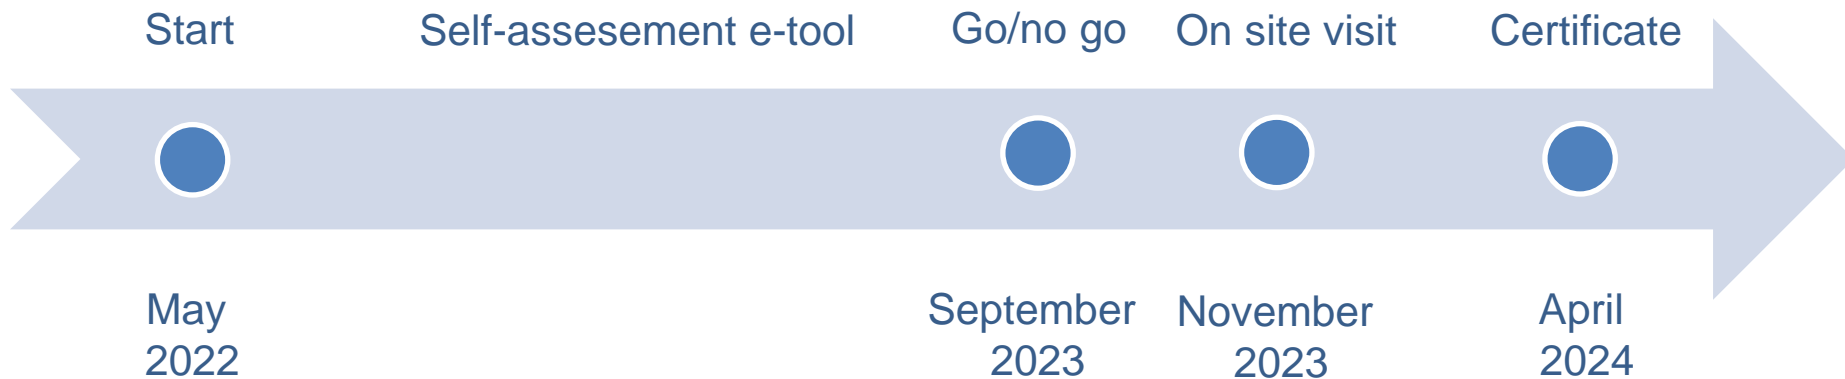 Start
Self-assesement e-tool
Go/no go
On site visit
Certificate
May
2022
September
2023
November
2023
April
2024